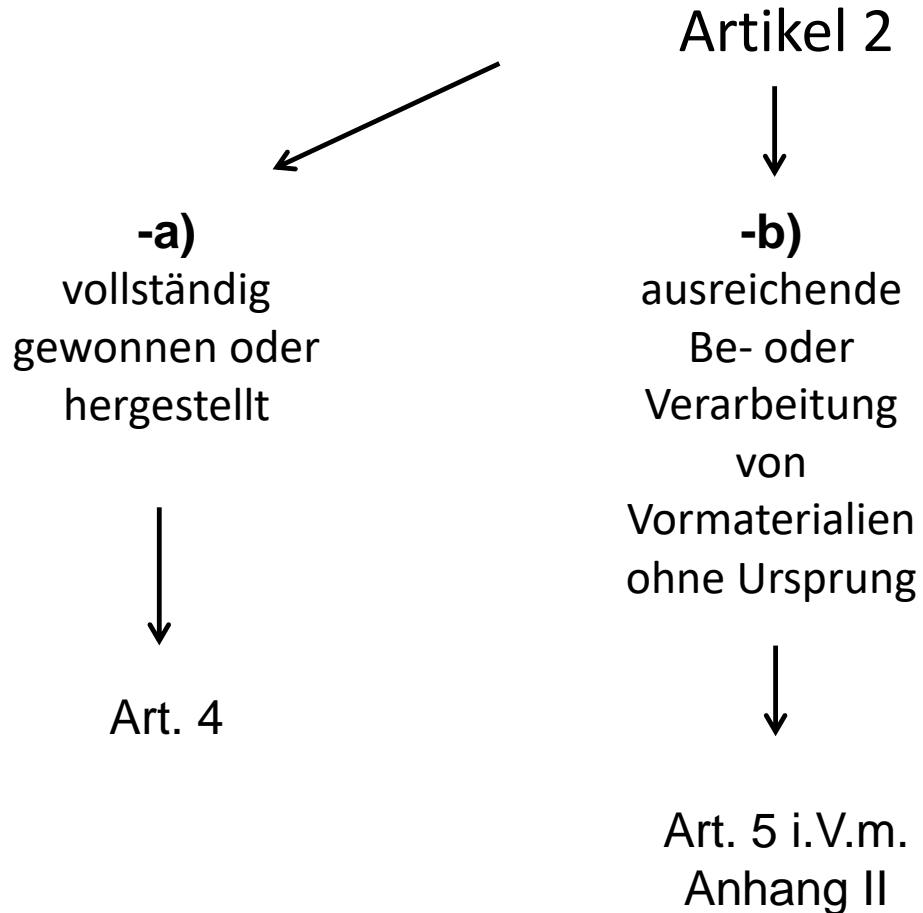 Artikel 2
-a)
vollständig
gewonnen oder
hergestellt
Art. 4
-b)
ausreichende
Be- oder
Verarbeitung
von
Vormaterialien
ohne Ursprung
Art. 5 i.V.m.
Anhang II